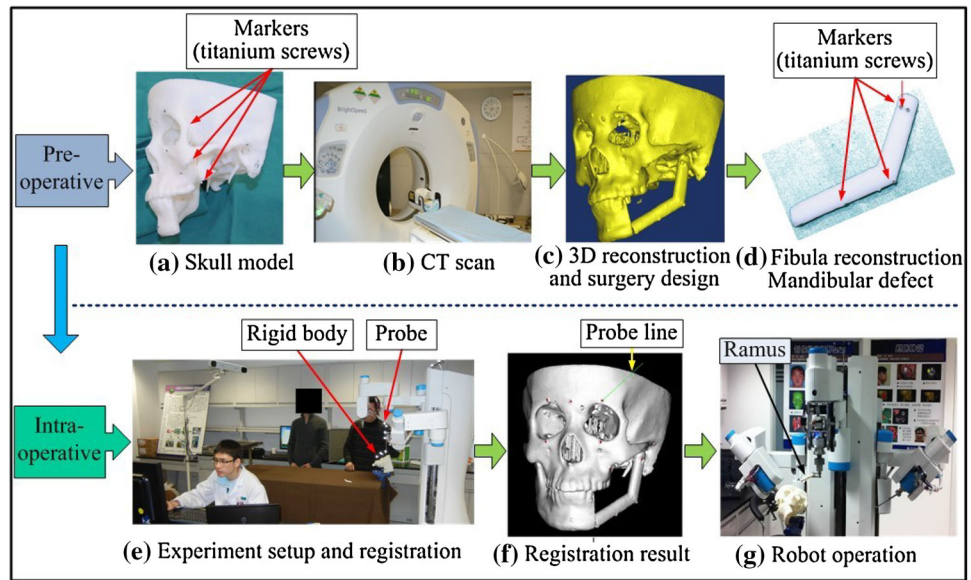 Markers
(titanium screws)
Markers
(titanium screws)
BrightSpeed
Pre-
operative
(a) Skull model
(b) CT scan
(c) 3D reconstruction
and surgery design
(d) Fibula reconstruction
Mandibular defect
Rigid body
Probe
Probe line
Ramus
Intra-
operative
(e) Experiment setup and registration
(f) Registration result
(g) Robot operation